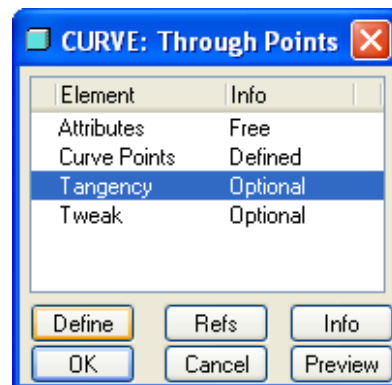 CURVE: Through Points
Element Info
Attributes Free
Curve Points Defined
Tangency Optional
Tweak Optional
Define Refs Info
OK Cancel Preview